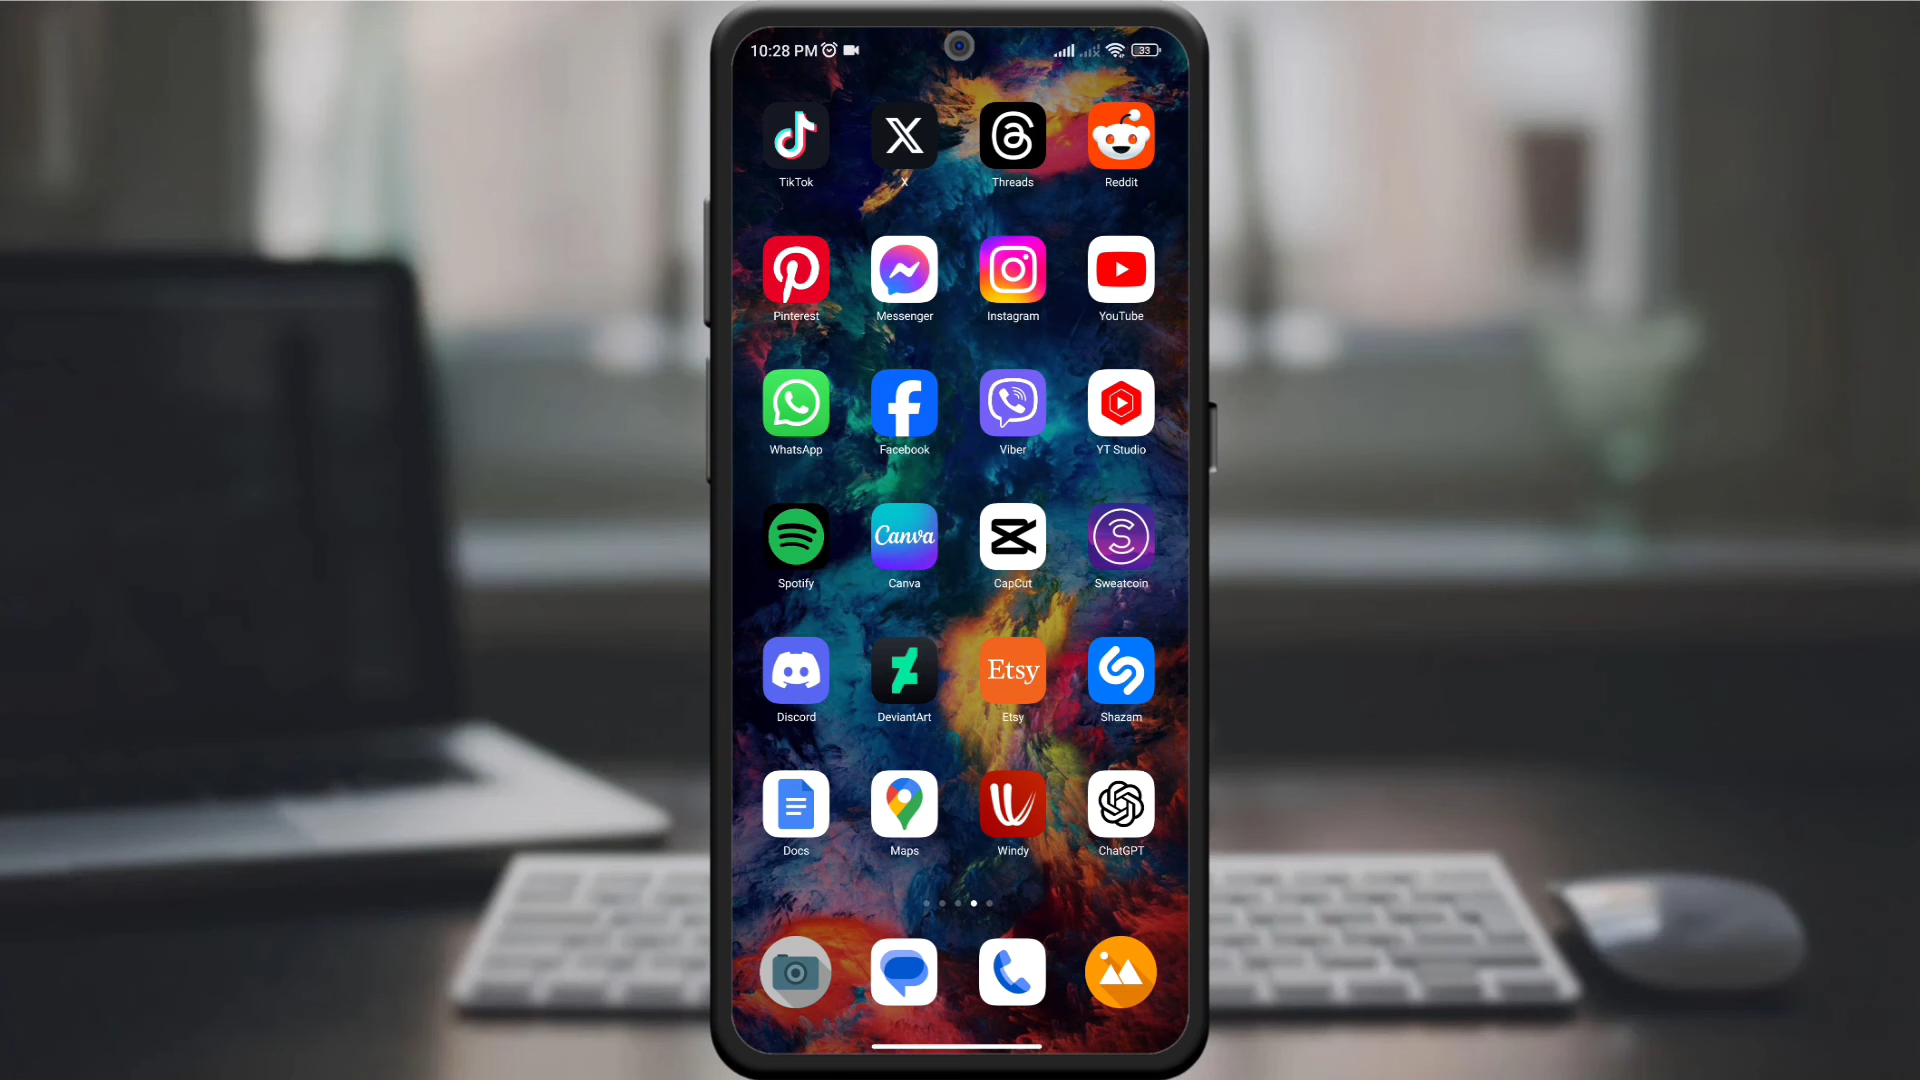 10:28 PM 33
TikTok X Threads Reddit
Pinterest Messenger Instagram YouTube
WhatsApp Facebook Viber YT Studio
Canva
Spotify Canva CapCut Sweatcoin
Etsy
Discord DeviantArt Etsy Shazam
Docs Maps Windy ChatGPT